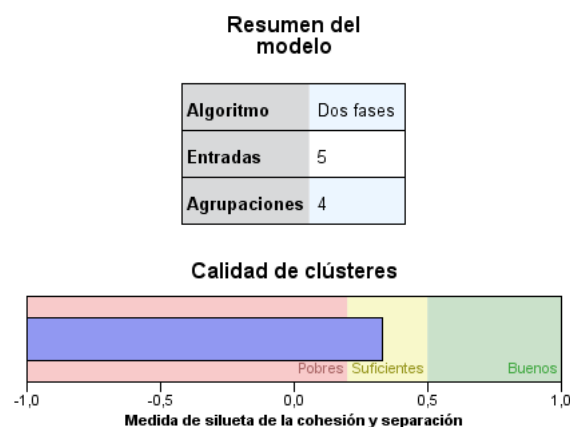 Resumen del
modelo
Algoritmo Dos fases
Entradas 5
Agrupaciones 4
Calidad de clústeres
Pobres Suficientes Buenos
-1,0 -0,5 0,0 0,5 1,0
Medida de silueta de la cohesión y separación